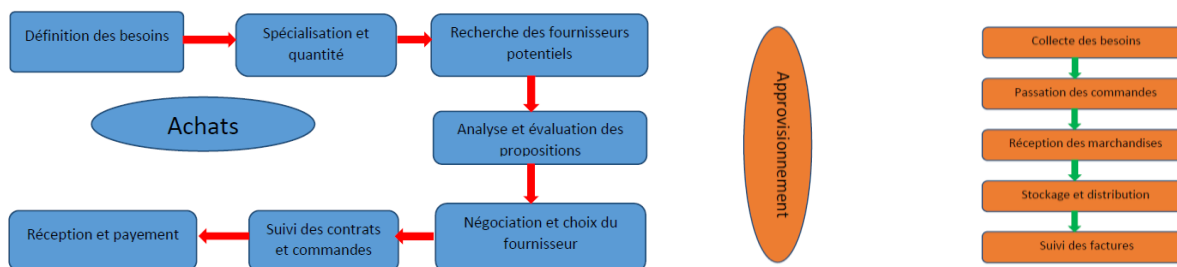 Définition des besoins
Spécialisation et
quantité
Recherche des fournisseurs
potentiels
Achats
Analyse et évaluation des
propositions
Négociation et choix du
fournisseur
Suivi des contrats
et commandes
Réception et payement
Approvisionnement
Collecte des besoins
Passation des commandes
Réception des marchandises
Stockage et distribution
Suivi des factures